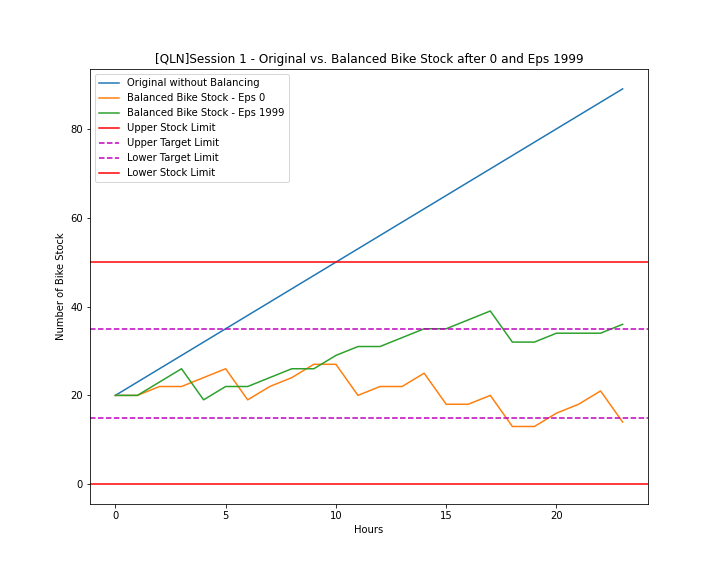 [QLN]Session 1 - Original vs. Balanced Bike Stock after 0 and Eps 1999
Original without Balancing
Balanced Bike Stock - Eps 0
Balanced Bike Stock - Eps 1999
Upper Stock Limit
Upper Target Limit
Lower Target Limit
Lower Stock Limit
Number of Bike Stock
80
60
40
20
0
0 5 10 15 20
Hours